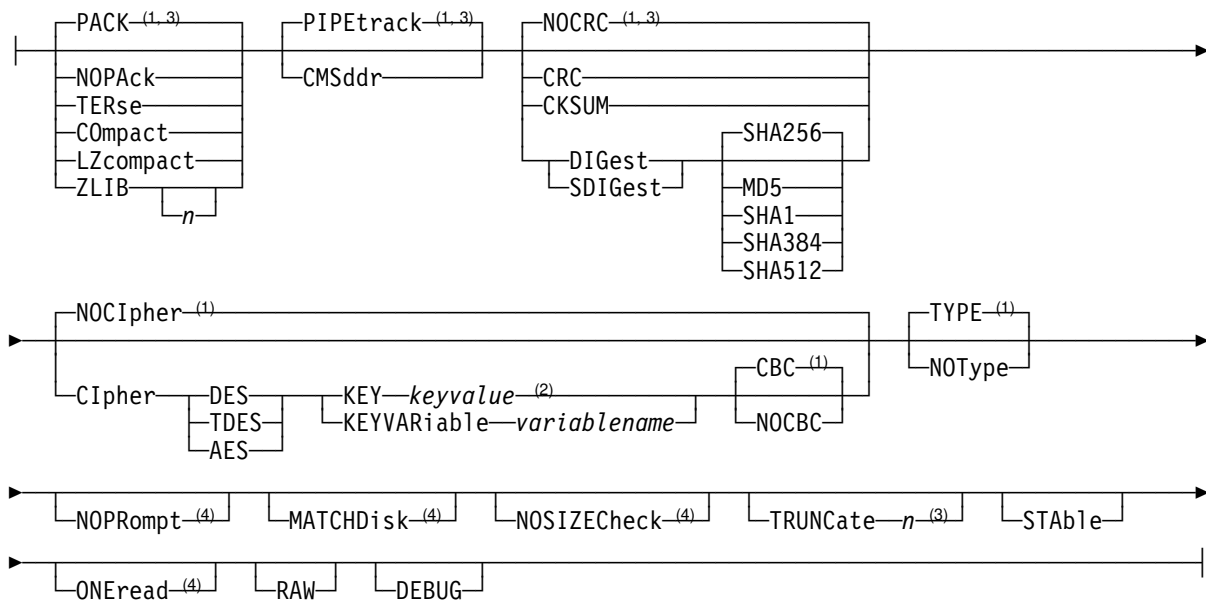 PACK (1, 3)
PIPEtrack (1, 3)
NOCRC (1, 3)
NOPAck
CMSddr
CRC
TERse
CKSUM
COmpact
SHA256
LZcompact
DIGest
ZLIB
SDIGest
MD5
n
SHA1
SHA384
SHA512
NOCIpher (1)
TYPE (1)
CBC (1)
NOType
CIpher DES KEY keyvalue (2)
TDES KEYVARiable variablename NOCBC
AES
NOPRompt (4) MATCHDisk (4) NOSIZECheck (4) TRUNCate n (3) STAble
ONEread (4) RAW DEBUG